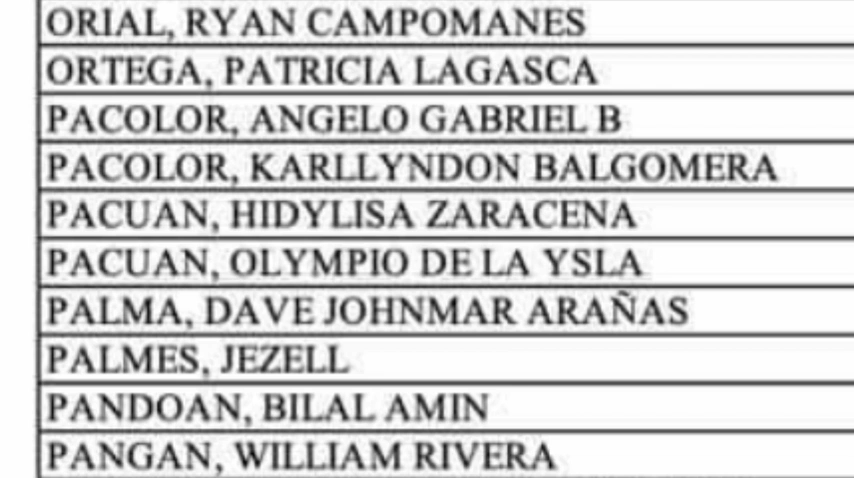 ORIAL, RYAN CAMPOMANES
ORTEGA, PATRICIA LAGASCA
PACOLOR, ANGELO GABRIEL B
PACOLOR, KARLLYNDON BALGOMERA
PACUAN, HIDYLISA ZARACENA
PACUAN, OLYMPIO DE LA YSLA
PALMA, DAVE JOHNMAR ARAÑAS
PALMES, JEZELL
PANDOAN, BILAL AMIN
PANGAN, WILLIAM RIVERA